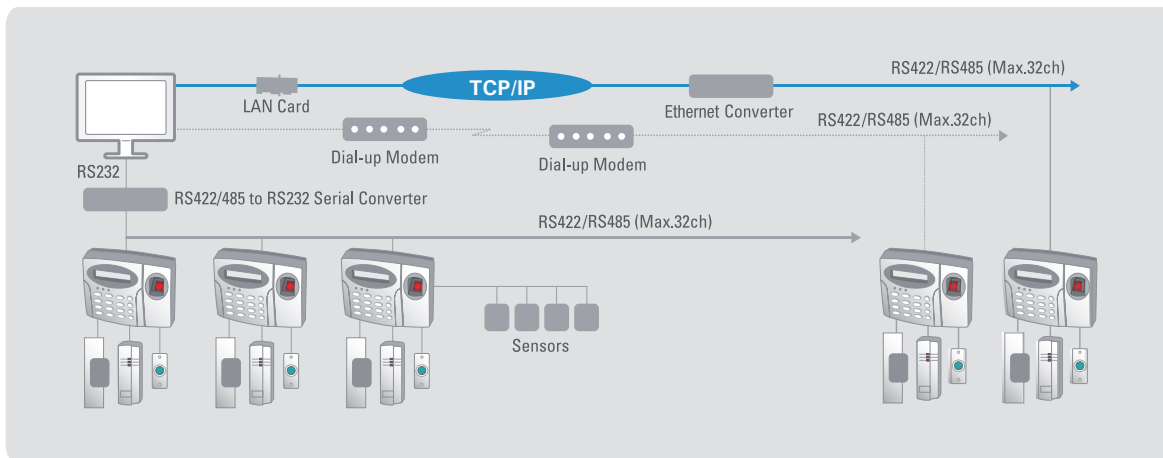 RS422/RS485 (Max.32ch)
TCP/IP
LAN Card
Ethernet Converter
RS422/RS485 (Max.32ch)
Dial-up Modem
Dial-up Modem
RS232
RS422/485 to RS232 Serial Converter
RS422/RS485 (Max.32ch)
Sensors